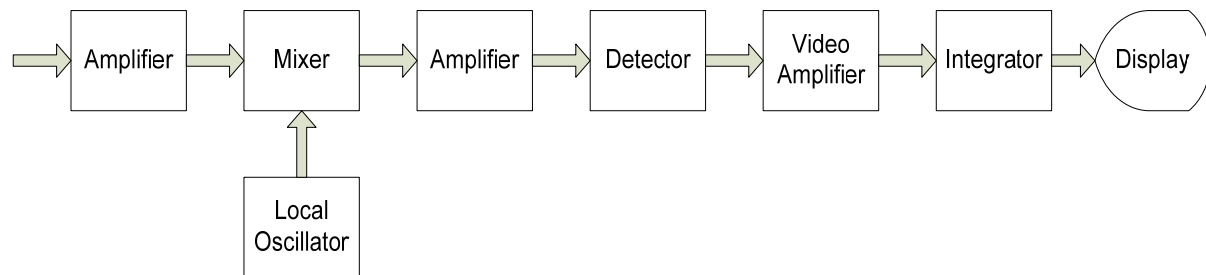 Amplifier
Mixer
Amplifier
Detector
Video
Amplifier
Integrator
Display
Local
Oscillator